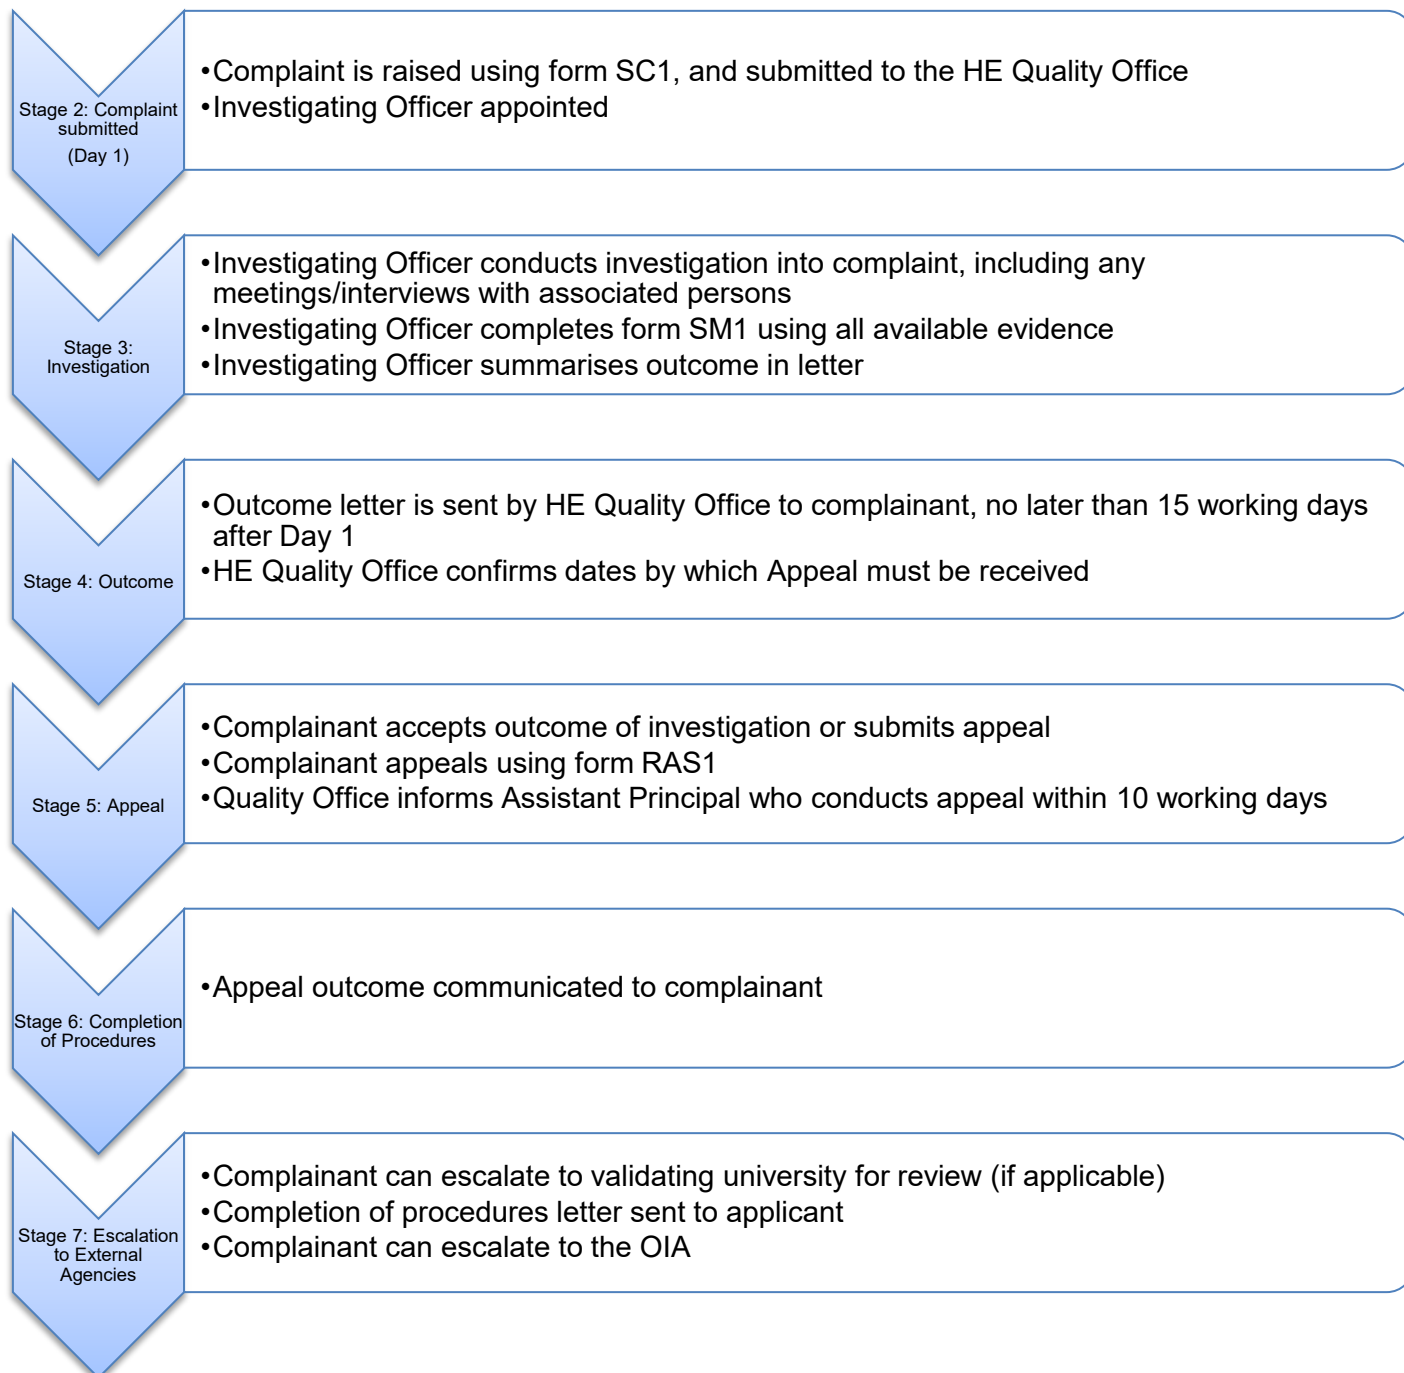 Stage 2: Complaint
submitted
(Day 1)
•Complaint is raised using form SC1, and submitted to the HE Quality Office
•Investigating Officer appointed
Stage 3:
Investigation
•Investigating Officer conducts investigation into complaint, including any
meetings/interviews with associated persons
•Investigating Officer completes form SM1 using all available evidence
•Investigating Officer summarises outcome in letter
Stage 4: Outcome
•Outcome letter is sent by HE Quality Office to complainant, no later than 15 working days
after Day 1
•HE Quality Office confirms dates by which Appeal must be received
Stage 5: Appeal
•Complainant accepts outcome of investigation or submits appeal
•Complainant appeals using form RAS1
•Quality Office informs Assistant Principal who conducts appeal within 10 working days
Stage 6: Completion
of Procedures
•Appeal outcome communicated to complainant
Stage 7: Escalation
to External
Agencies
•Complainant can escalate to validating university for review (if applicable)
•Completion of procedures letter sent to applicant
•Complainant can escalate to the OIA